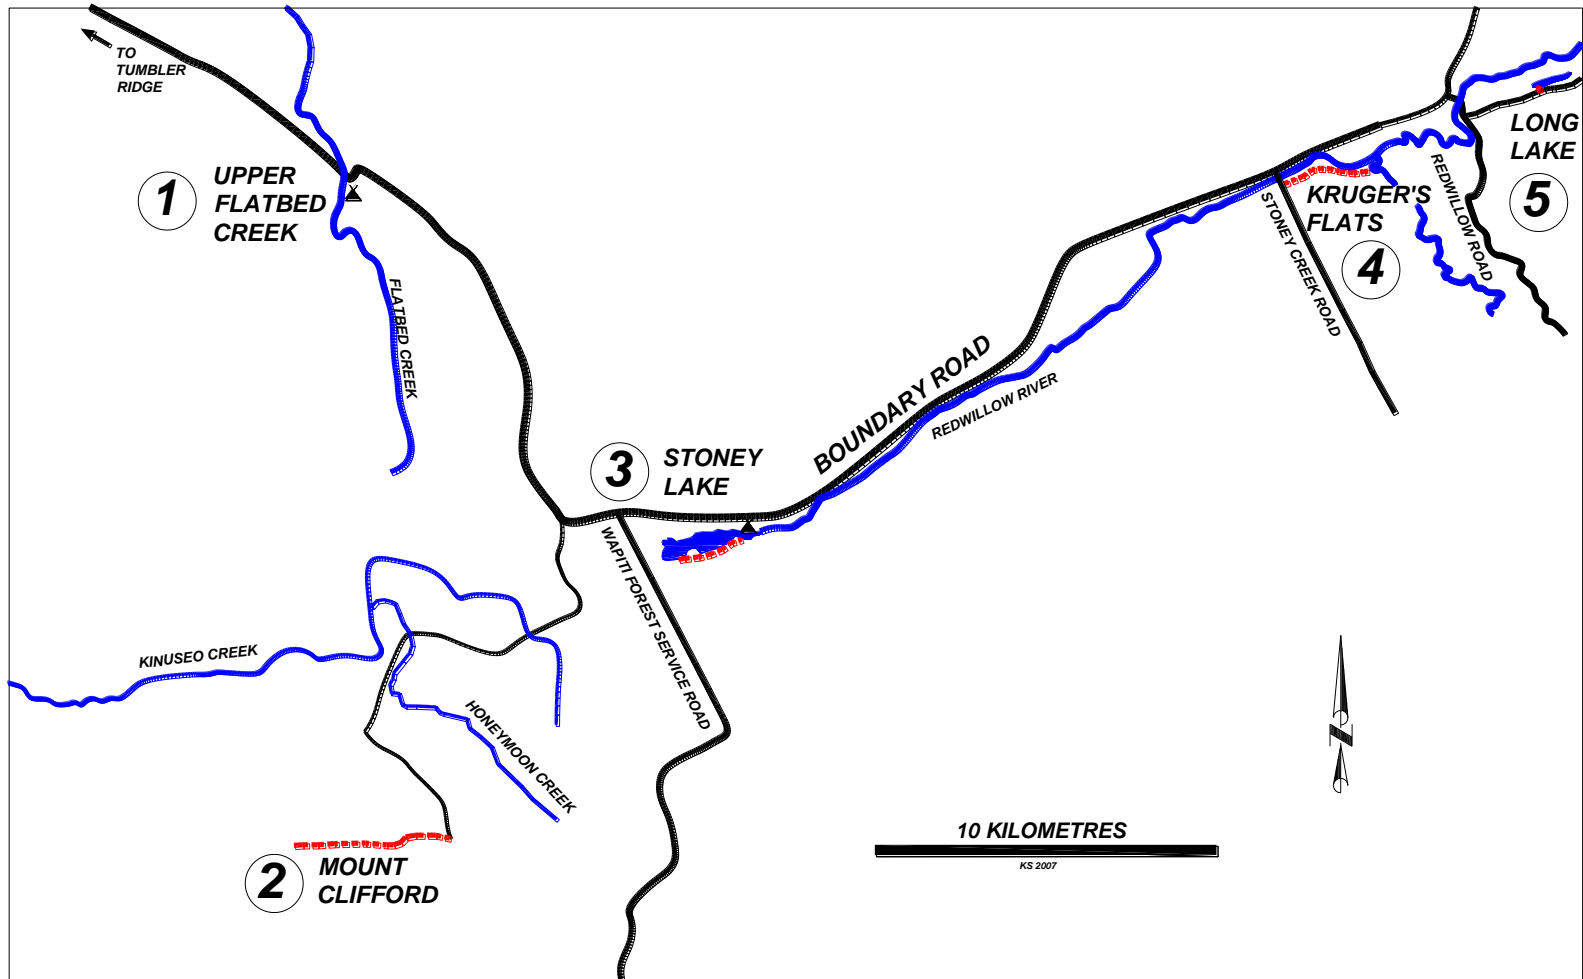 TO
TUMBLER
RIDGE
1
UPPER
FLATBED
CREEK
FLATBED CREEK
LONG
LAKE
5
REDWILLOW ROAD
KRUGER'S
FLATS
4
STONEY CREEK ROAD
BOUNDARY ROAD
REDWILLOW RIVER
3
STONEY
LAKE
WAPITI FOREST SERVICE ROAD
KINUSEO CREEK
HONEYMOON CREEK
2
MOUNT
CLIFFORD
N
10 KILOMETRES
KS 2007